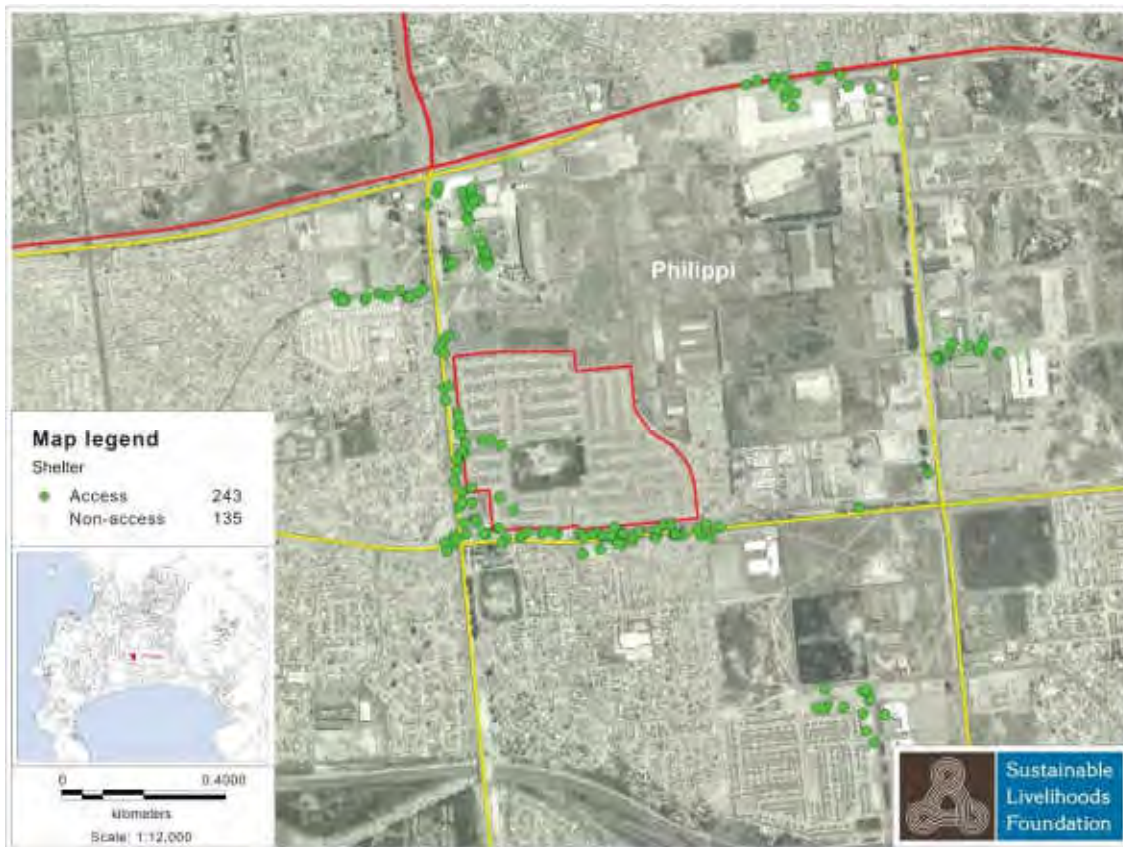 Philippi
Map legend
Shelter
Access 243
Non-access 135
0 0.4000
kilometers
Scale: 1:12,000
Sustainable
Livelihoods
Foundation